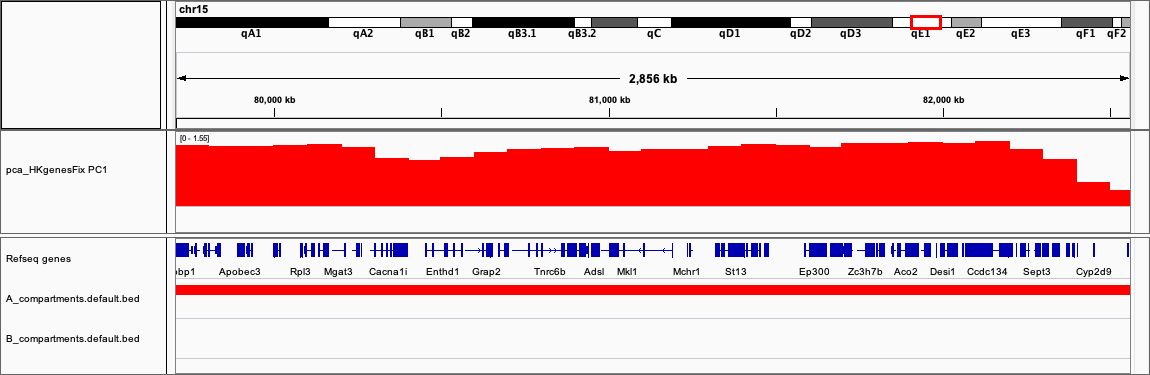 chr15
qA1 qA2 qB1 qB2 qB3.1 qB3.2 qC qD1 qD2 qD3 qE1 qE2 qE3 qF1 qF2
2,856 kb
80,000 kb 81,000 kb 82,000 kb
[0 - 1.55]
pca_HKgenesFix PC1
Refseq genes
bp1 Apobec3 Rpl3 Mgat3 Cacna1i Enthd1 Grap2 Tnrc6b Adsl Mkl1 Mchr1 St13 Ep300 Zc3h7b Aco2 Desi1 Ccdc134 Sept3 Cyp2d9
A_compartments.default.bed
B_compartments.default.bed